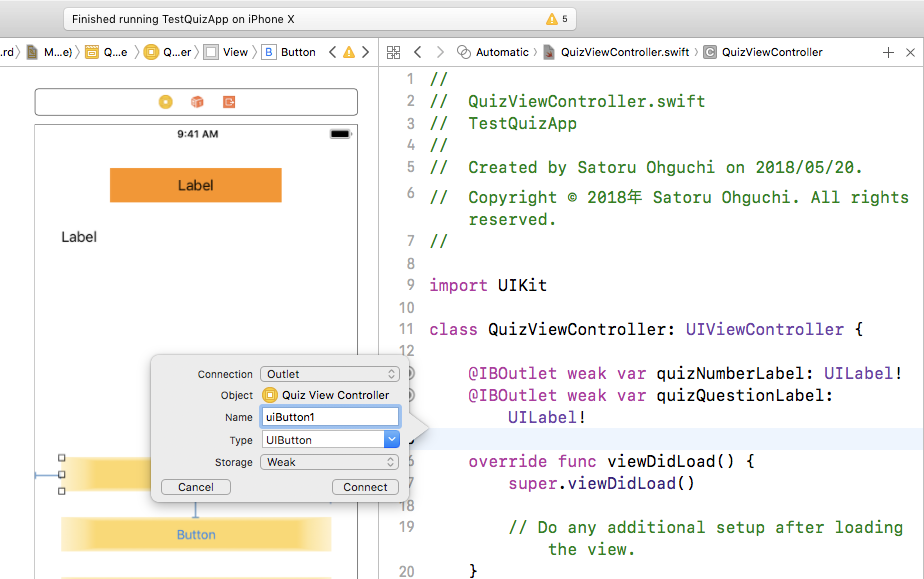 Finished running TestQuizApp on iPhone X
5
.rd
M...e)
Q...e
Q...er
View
B Button
Automatic
QuizViewController.swift
C QuizViewController
9:41 AM
Label
Label
Button
Connection Outlet
Object Quiz View Controller
Name uiButton1
Type UIButton
Storage Weak
Cancel
Connect
1 //
2 // QuizViewController.swift
3 // TestQuizApp
4 //
5 // Created by Satoru Ohguchi on 2018/05/20.
6 // Copyright © 2018年 Satoru Ohguchi. All rights
reserved.
7 //
8
9 import UIKit
10
11 class QuizViewController: UIViewController {
12
@IBOutlet weak var quizNumberLabel: UILabel!
@IBOutlet weak var quizQuestionLabel:
UILabel!
6 override func viewDidLoad() {
7 super.viewDidLoad()
18
19 // Do any additional setup after loading
the view.
20 }